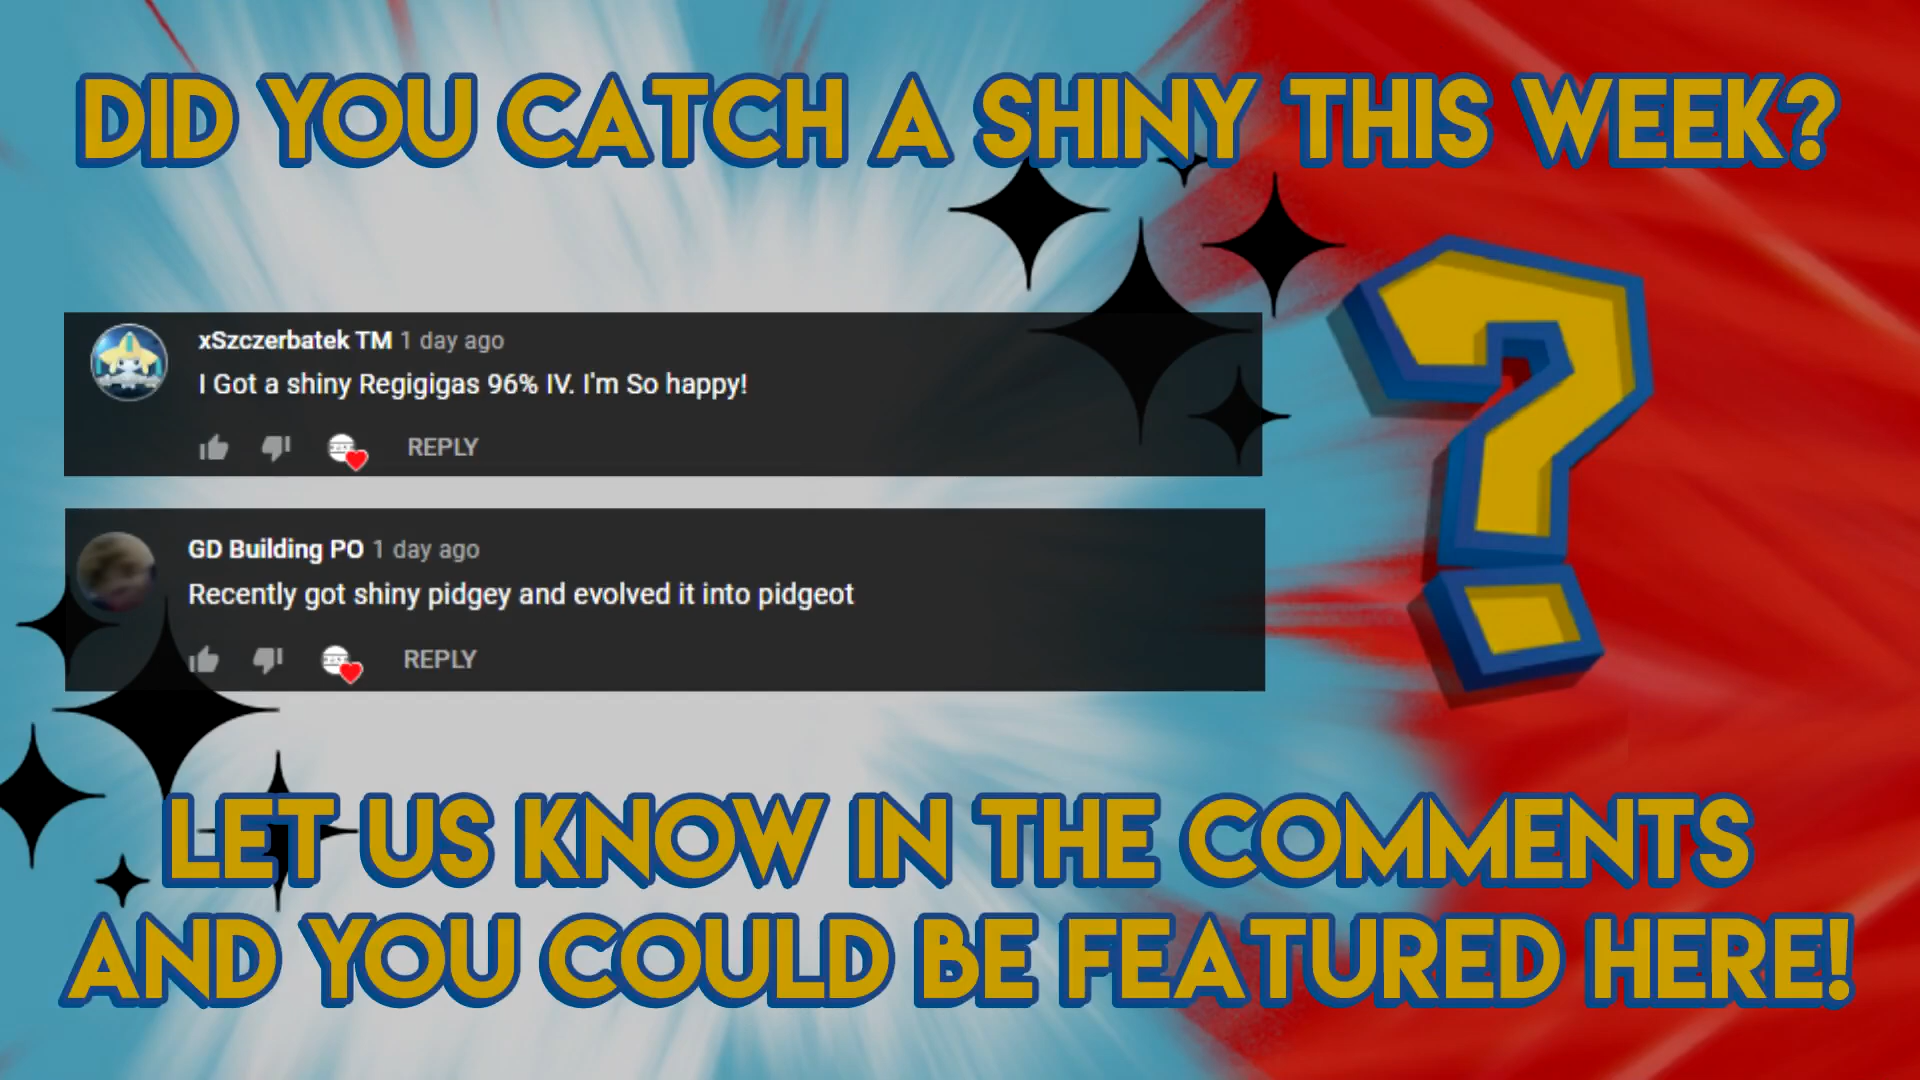 DID YOU CATCH A SHINY THIS WEEK?
xSzczerbatek TM 1 day ago
I Got a shiny Regigigas 96% IV. I'm So happy!
REPLY
GD Building PO 1 day ago
Recently got shiny pidgey and evolved it into pidgeot
REPLY
?
LET US KNOW IN THE COMMENTS
AND YOU COULD BE FEATURED HERE!